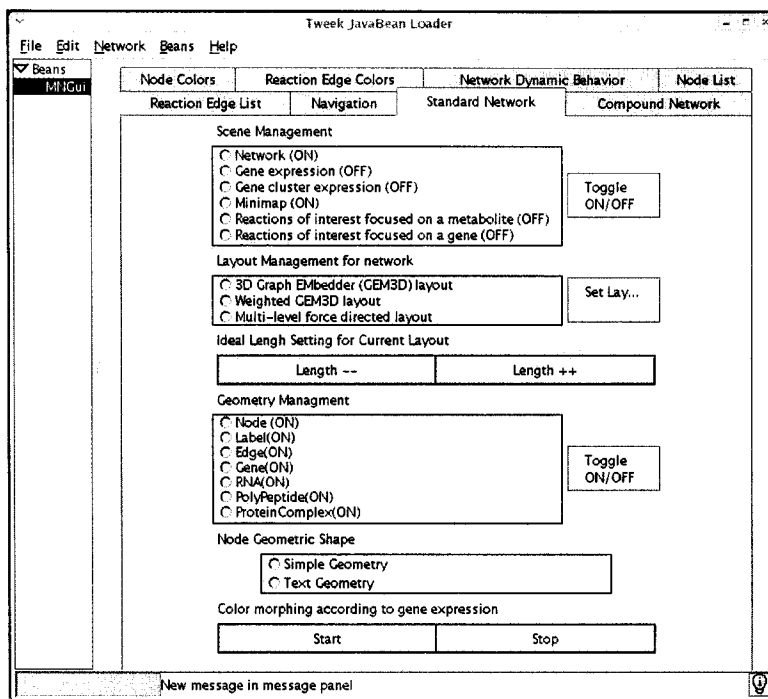 Tweek JavaBean Loader
File Edit Network Beans Help
Beans
MNGui
Node Colors Reaction Edge Colors Network Dynamic Behavior Node List
Reaction Edge List Navigation Standard Network Compound Network
Scene Management
Network (ON)
Gene expression (OFF)
Gene cluster expression (OFF)
Minimap (ON)
Reactions of interest focused on a metabolite (OFF)
Reactions of interest focused on a gene (OFF)
Toggle
ON/OFF
Layout Management for network
3D Graph EMbedder (GEM3D) layout
Weighted GEM3D layout
Multi-level force directed layout
Set Lay...
Ideal Lengh Setting for Current Layout
Length -- Length ++
Geometry Managment
Node (ON)
Label(ON)
Edge(ON)
Gene(ON)
RNA(ON)
PolyPeptide(ON)
ProteinComplex(ON)
Toggle
ON/OFF
Node Geometric Shape
Simple Geometry
Text Geometry
Color morphing according to gene expression
Start Stop
New message in message panel